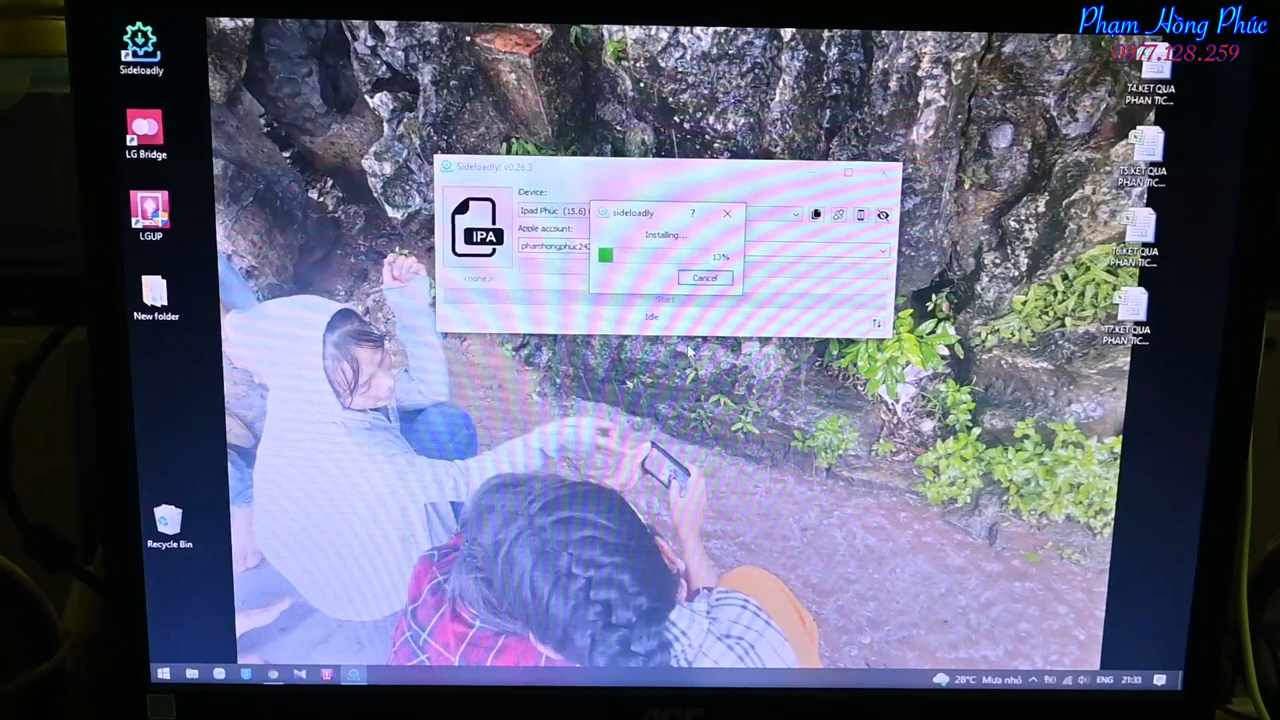 Phạm Hồng Phúc
0977.128.259
Sideloadly
LG Bridge
LGUP
New folder
Recycle Bin
T4.KET QUA
PHAN TIC...
T5.KET QUA
PHAN TIC...
T6.KET QUA
PHAN TIC...
T7.KET QUA
PHAN TIC...
Sideloadly! v0.26.3
iDevice:
Ipad Phúc (15.6)
Apple account:
phamhongphuc24
IPA
<none>
Start
Idle.
sideloadly
?
Installing...
13%
Cancel
28°C Mưa nhỏ
ENG
21:33